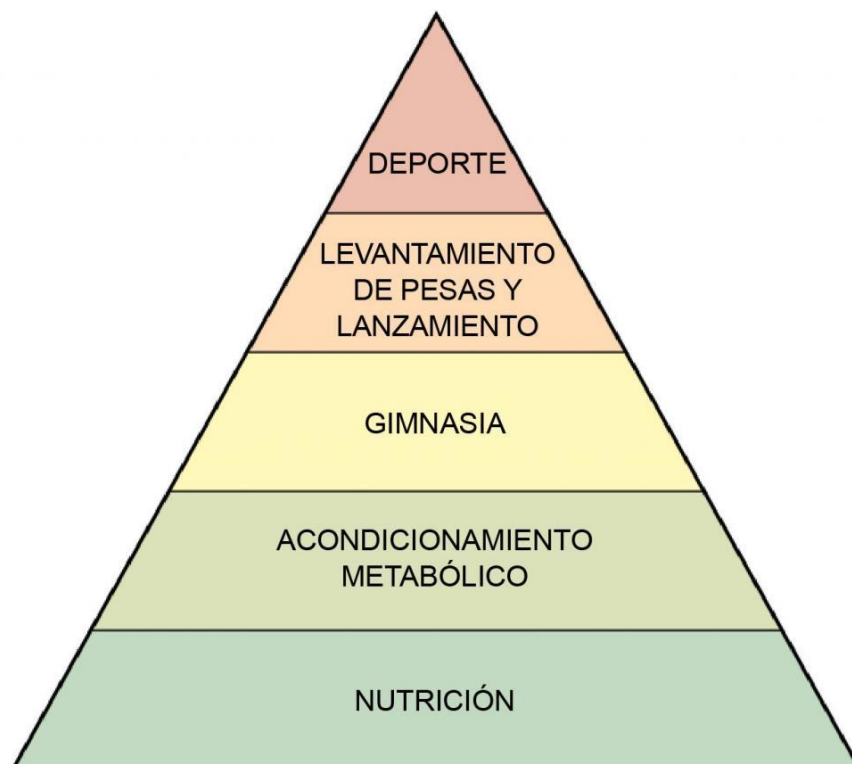 DEPORTE
LEVANTAMIENTO
DE PESAS Y
LANZAMIENTO
GIMNASIA
ACONDICIONAMIENTO
METABÓLICO
NUTRICIÓN